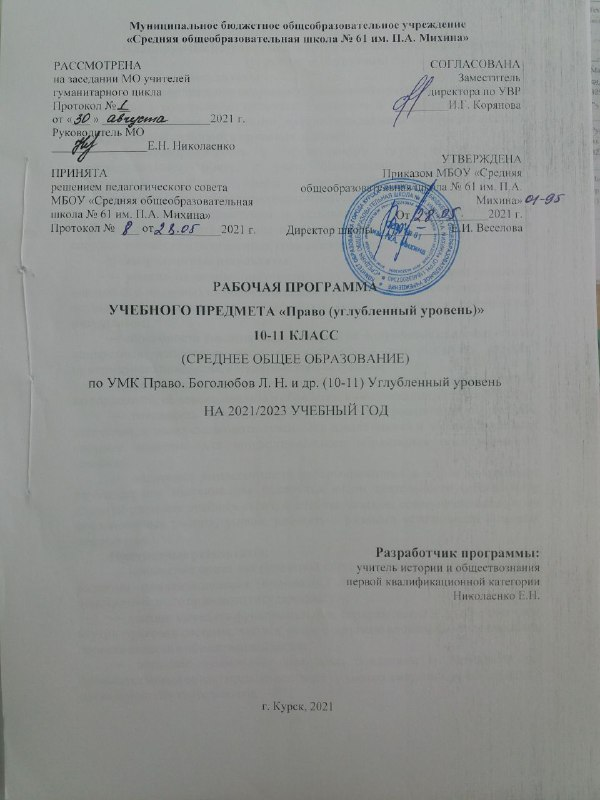 Муниципальное бюджетное общеобразовательное учреждение
«Средняя общеобразовательная школа № 61 им. П.А. Михина»
РАССМОТРЕНА
на заседании МО учителей
гуманитарного цикла
Протокол № 1
от «30» августа 2021 г.
Руководитель МО
Е.Н. Николаенко
СОГЛАСОВАНА
Заместитель
директора по УВР
И.Г. Корянова
ПРИНЯТА
решением педагогического совета
МБОУ «Средняя общеобразовательная
школа № 61 им. П.А. Михина»
Протокол № 8 от 28.05 2021 г.
УТВЕРЖДЕНА
Приказом МБОУ «Средняя
общеобразовательная школа № 61 им. П.А.
Михина» 01-95
От 28.05. 2021 г.
Директор школы Е.И. Веселова
РАБОЧАЯ ПРОГРАММА
УЧЕБНОГО ПРЕДМЕТА «Право (углубленный уровень)»
10-11 КЛАСС
(СРЕДНЕЕ ОБЩЕЕ ОБРАЗОВАНИЕ)
по УМК Право. Боголюбов Л. Н. и др. (10-11) Углубленный уровень
НА 2021/2023 УЧЕБНЫЙ ГОД
Разработчик программы:
учитель истории и обществознания
первой квалификационной категории
Николаенко Е.Н.
г. Курск, 2021